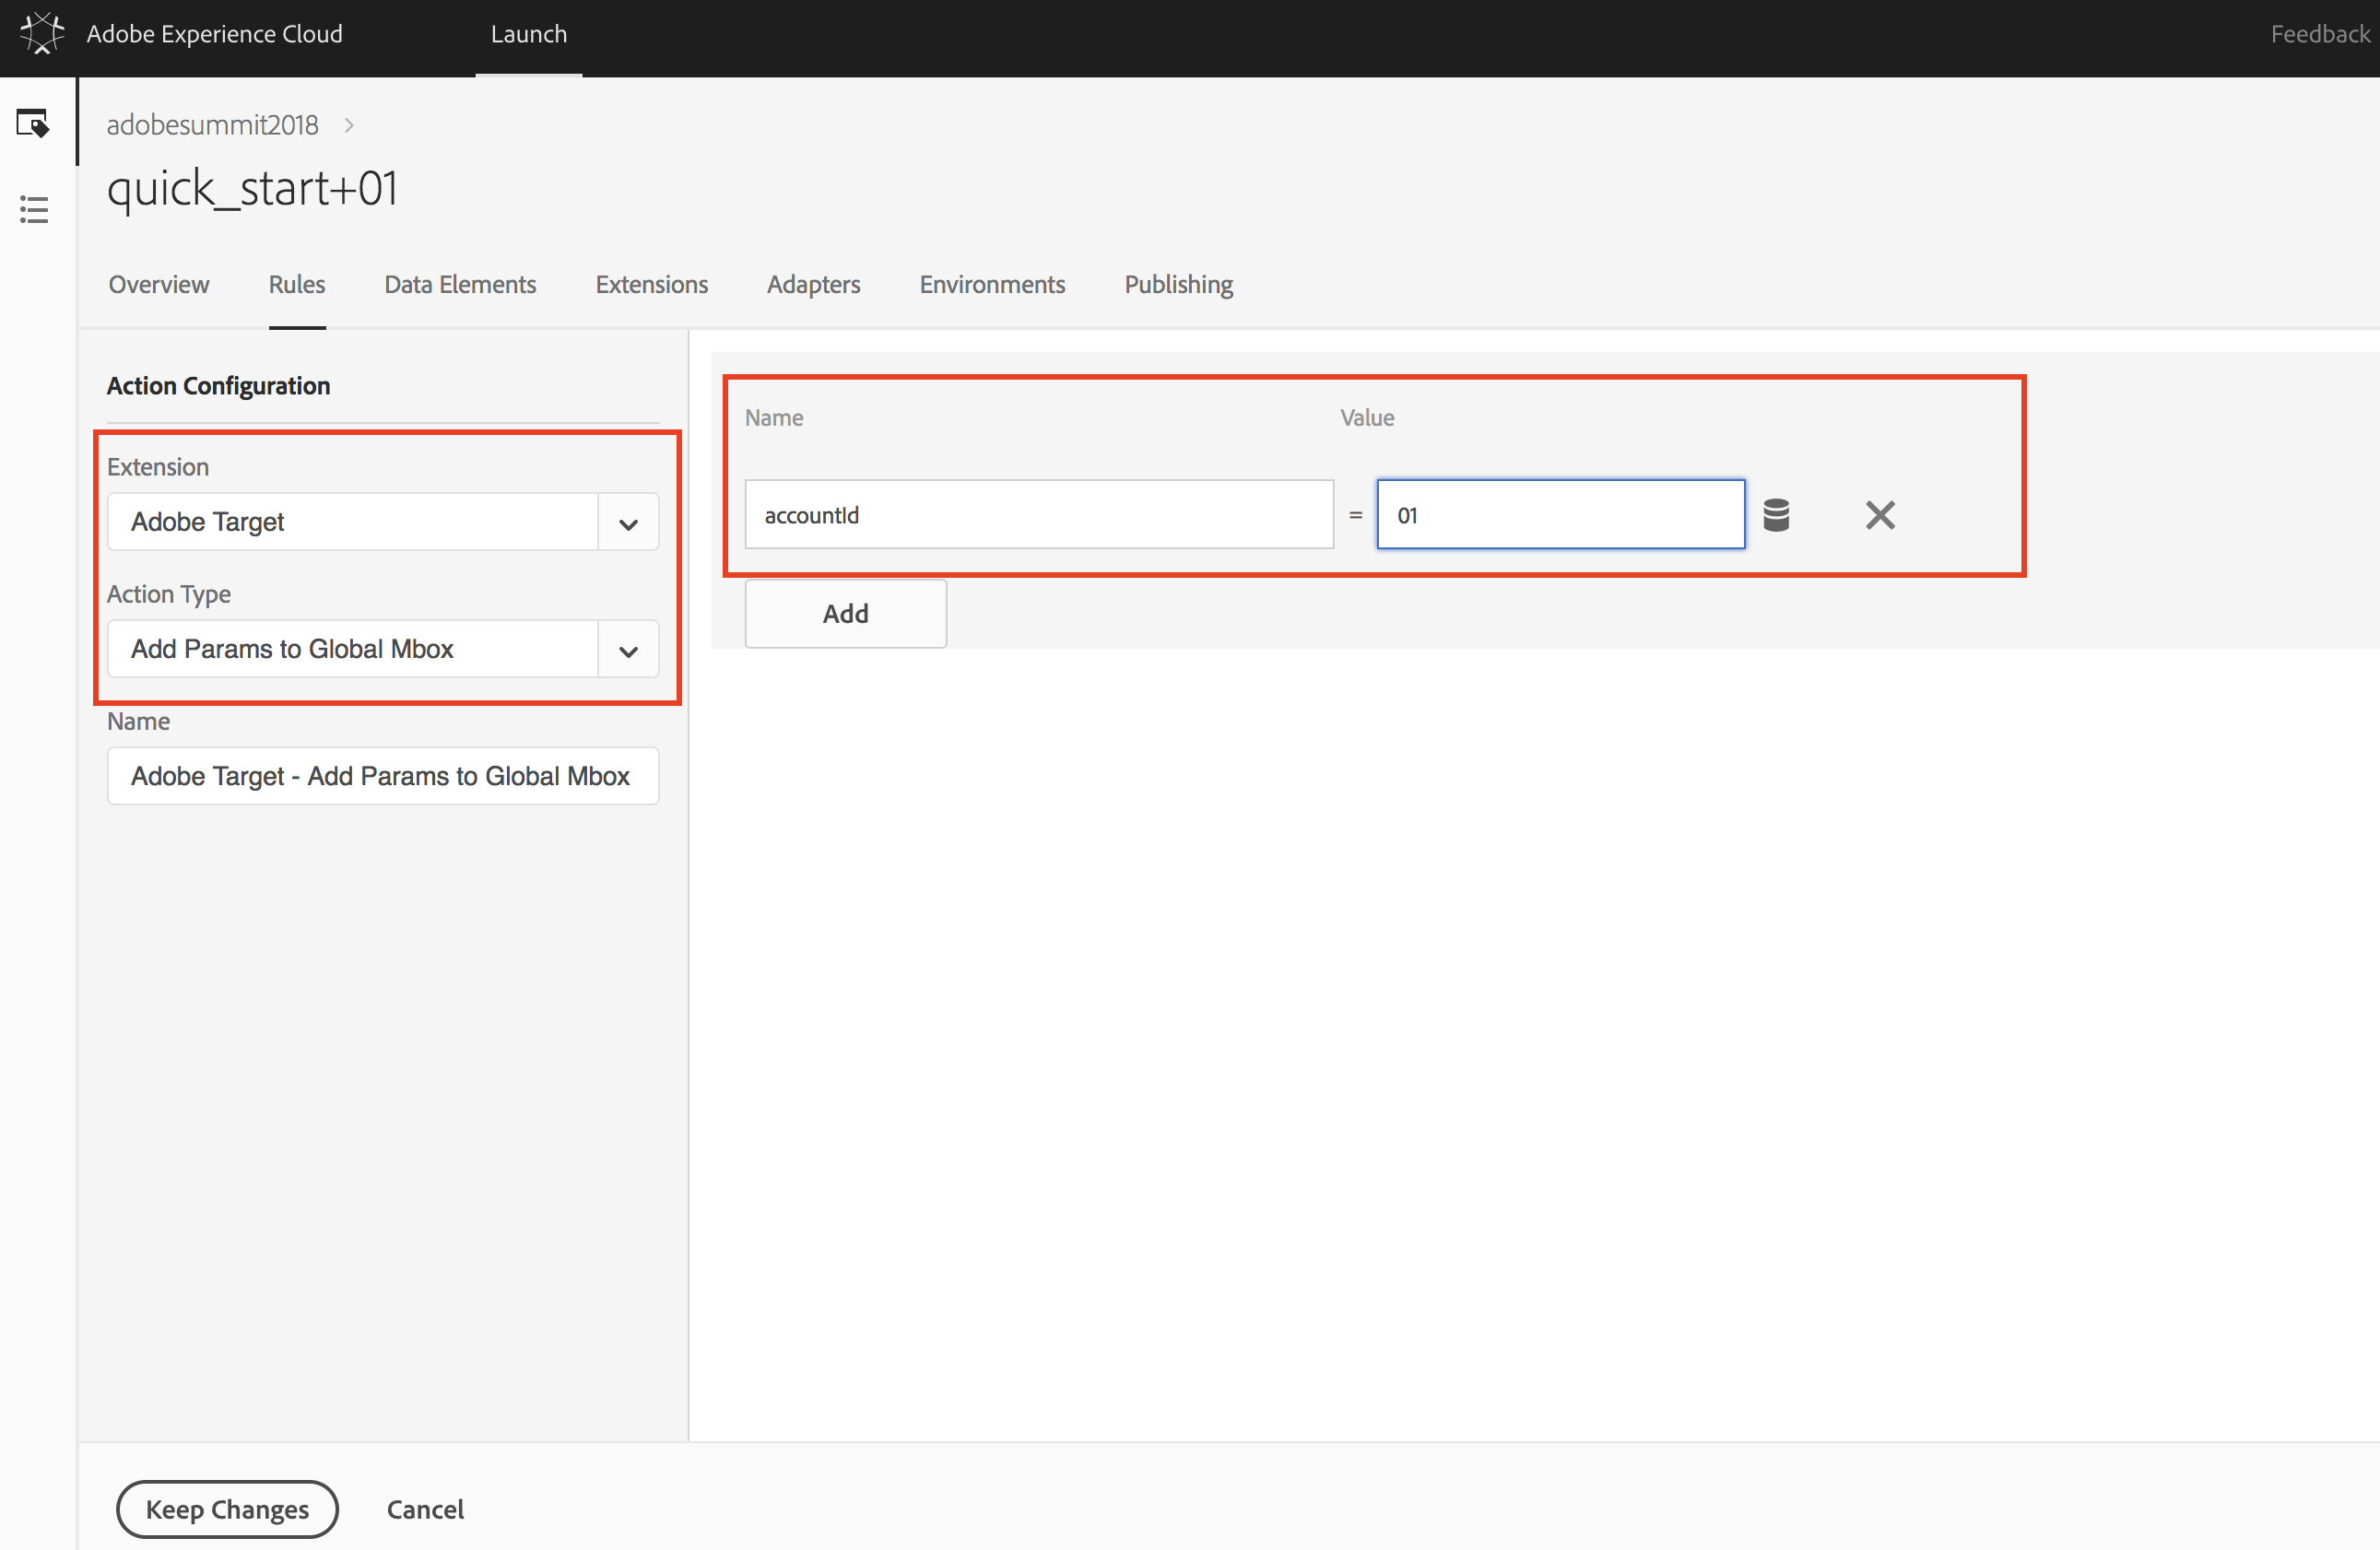 Adobe Experience Cloud Launch Feedback
adobesummit2018 >
quick_start+01
Overview Rules Data Elements Extensions Adapters Environments Publishing
Action Configuration
Extension
Adobe Target
Action Type
Add Params to Global Mbox
Name
Adobe Target - Add Params to Global Mbox
Name Value
accountId = 01
Add
Keep Changes Cancel